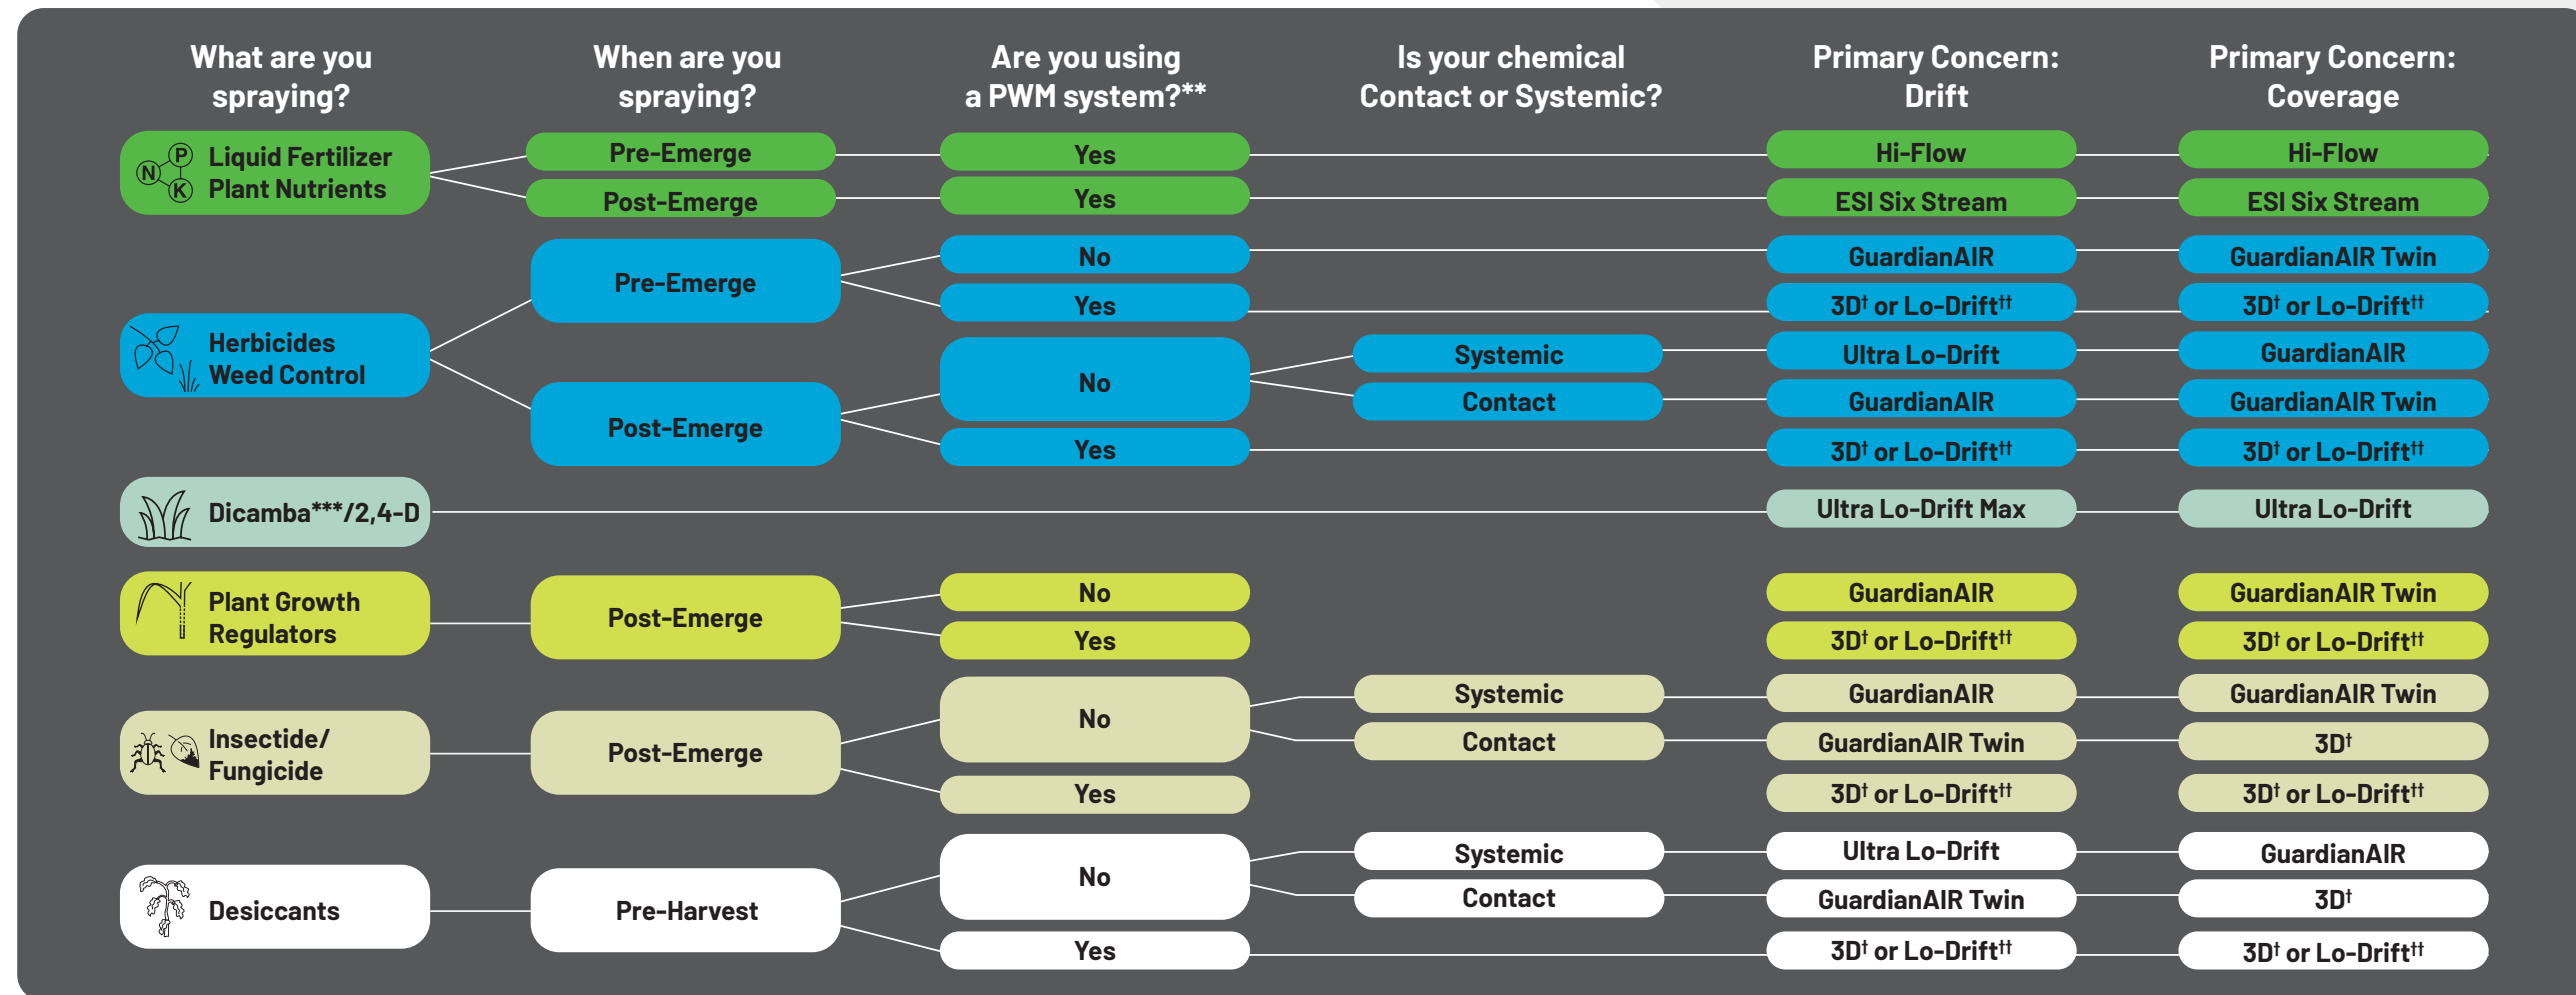 What are you
spraying?
When are you
spraying?
Are you using
a PWM system?**
Is your chemical
Contact or Systemic?
Primary Concern:
Drift
Primary Concern:
Coverage
N P K
Liquid Fertilizer
Plant Nutrients
Pre-Emerge
Yes
Hi-Flow
Hi-Flow
Post-Emerge
Yes
ESI Six Stream
ESI Six Stream
Herbicides
Weed Control
Pre-Emerge
No
GuardianAIR
GuardianAIR Twin
Yes
3D† or Lo-Drift††
3D† or Lo-Drift††
Post-Emerge
No
Systemic
Ultra Lo-Drift
GuardianAIR
Contact
GuardianAIR
GuardianAIR Twin
Yes
3D† or Lo-Drift††
3D† or Lo-Drift††
Dicamba***/2,4-D
Ultra Lo-Drift Max
Ultra Lo-Drift
Plant Growth
Regulators
Post-Emerge
No
GuardianAIR
GuardianAIR Twin
Yes
3D† or Lo-Drift††
3D† or Lo-Drift††
Insectide/
Fungicide
Post-Emerge
No
Systemic
GuardianAIR
GuardianAIR Twin
Contact
GuardianAIR Twin
3D†
Yes
3D† or Lo-Drift††
3D† or Lo-Drift††
Desiccants
Pre-Harvest
No
Systemic
Ultra Lo-Drift
GuardianAIR
Contact
GuardianAIR Twin
3D†
Yes
3D† or Lo-Drift††
3D† or Lo-Drift††